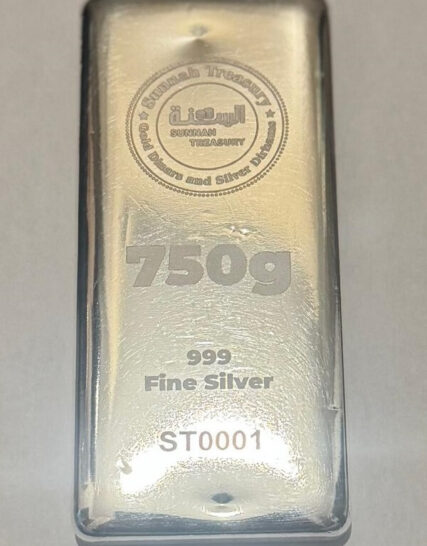 Sunnah Treasury
السنة
SUNNAH
TREASURY
Gold Dinars and Silver Dirhams
750g
999
Fine Silver
ST0001